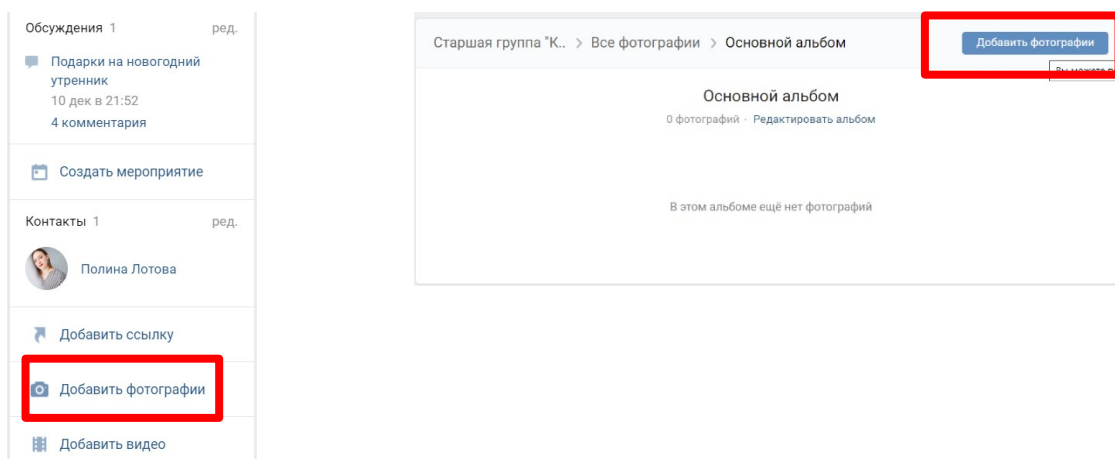 Обсуждения 1 ред.
Подарки на новогодний
утренник
10 дек в 21:52
4 комментария
Создать мероприятие
Контакты 1 ред.
Полина Лотова
Добавить ссылку
Добавить фотографии
Добавить видео
Старшая группа "К.. > Все фотографии > Основной альбом Добавить фотографии
Вы можете
Основной альбом
0 фотографий · Редактировать альбом
В этом альбоме ещё нет фотографий